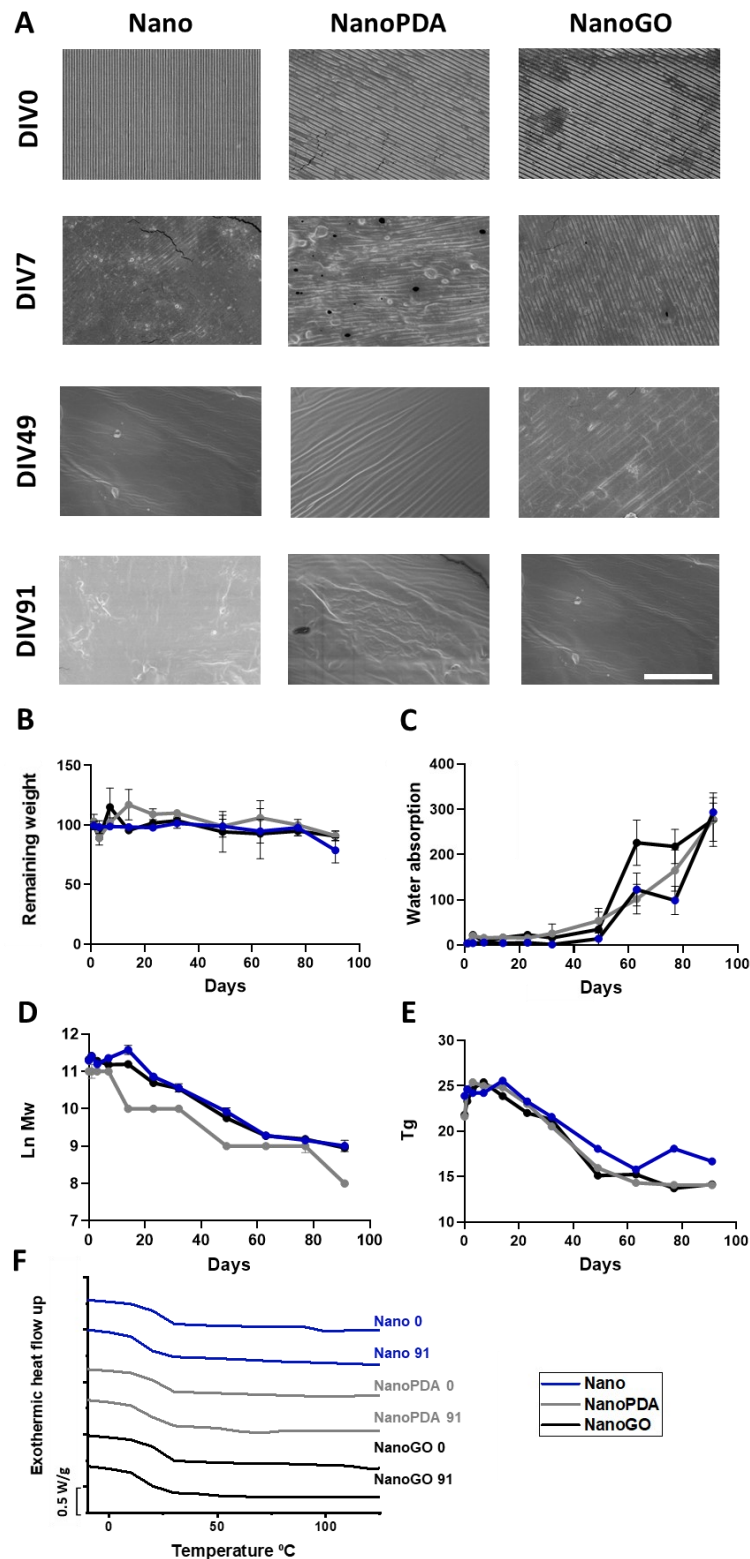 A
Nano NanoPDA NanoGO
DIV0
DIV7
DIV49
DIV91
B
Remaining weight
150
100
50
0
0 20 40 60 80 100
Days
C
Water absorption
400
300
200
100
0
0 20 40 60 80 100
Days
D
Ln Mw
12
11
10
9
8
7
0 20 40 60 80 100
Days
E
Tg
30
25
20
15
10
0 20 40 60 80 100
Days
F
Exothermic heat flow up
0.5 W/g
Nano 0
Nano 91
NanoPDA 0
NanoPDA 91
NanoGO 0
NanoGO 91
0 50 100
Temperature ºC
Nano
NanoPDA
NanoGO